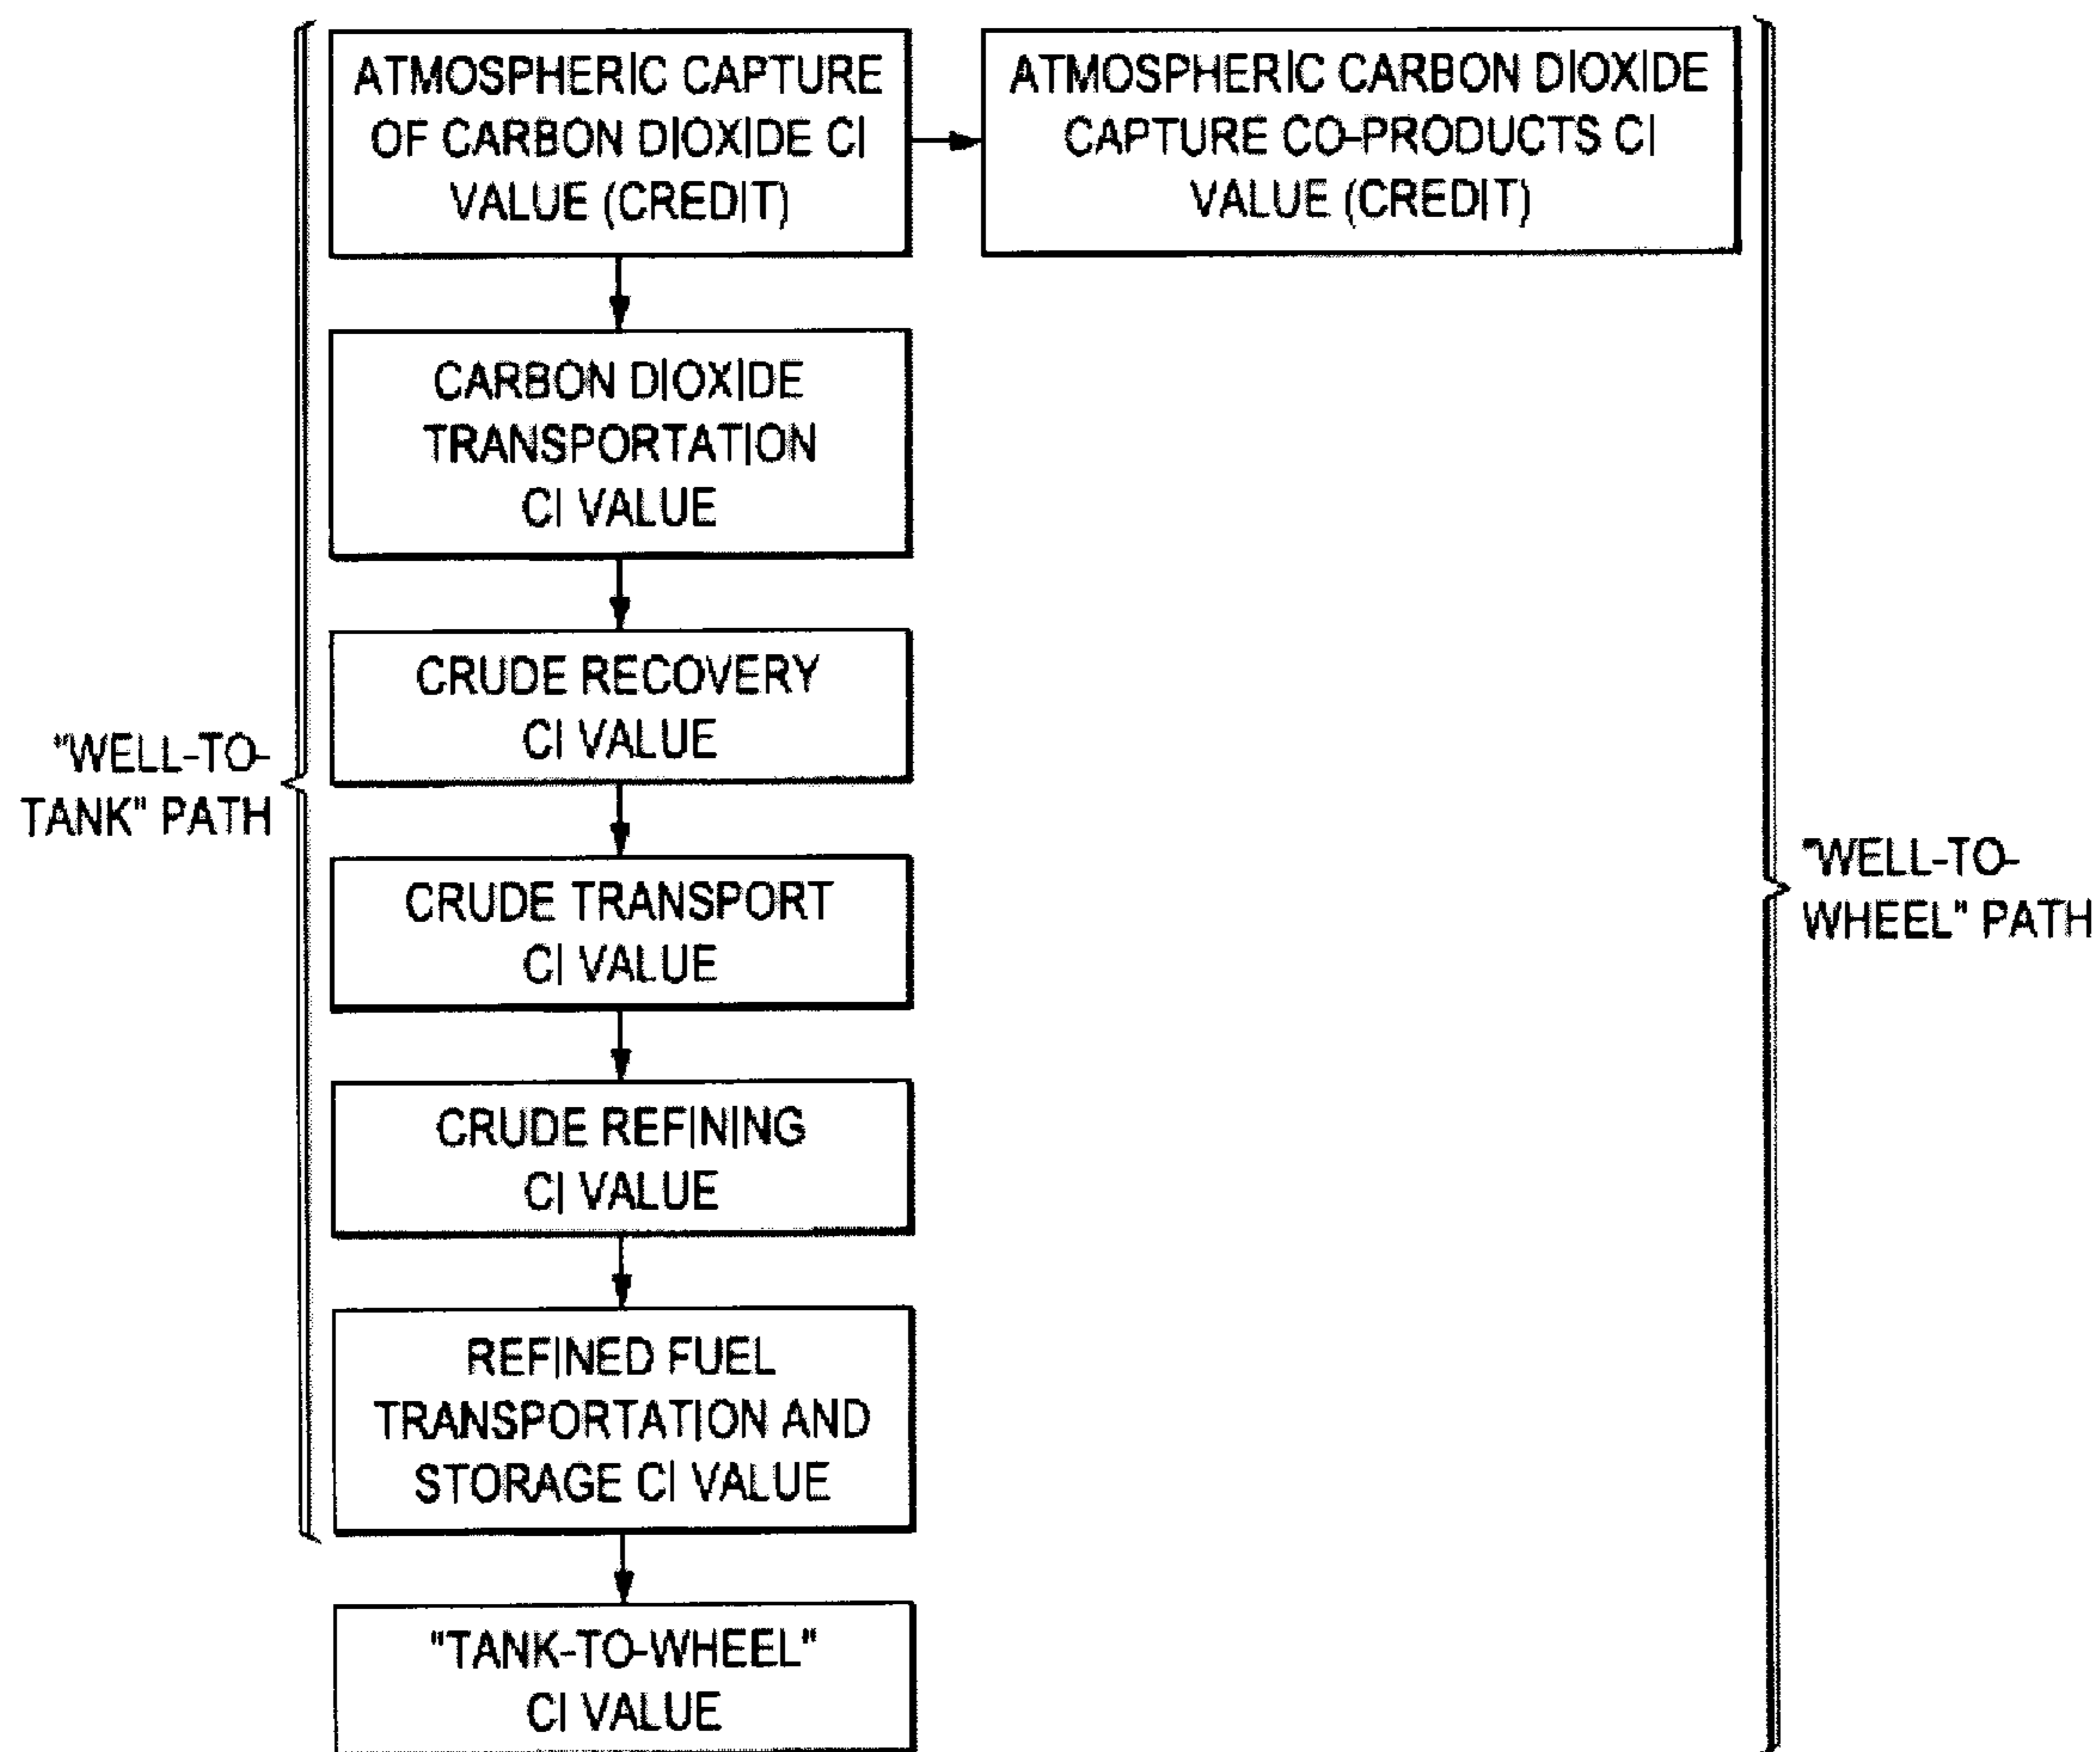 ATMOSPHERIC CAPTURE
OF CARBON DIOXIDE CI
VALUE (CREDIT)
ATMOSPHERIC CARBON DIOXIDE
CAPTURE CO-PRODUCTS CI
VALUE (CREDIT)
CARBON DIOXIDE
TRANSPORTATION
CI VALUE
CRUDE RECOVERY
CI VALUE
"WELL-TO-
TANK" PATH
CRUDE TRANSPORT
CI VALUE
"WELL-TO-
WHEEL" PATH
CRUDE REFINING
CI VALUE
REFINED FUEL
TRANSPORTATION AND
STORAGE CI VALUE
"TANK-TO-WHEEL"
CI VALUE